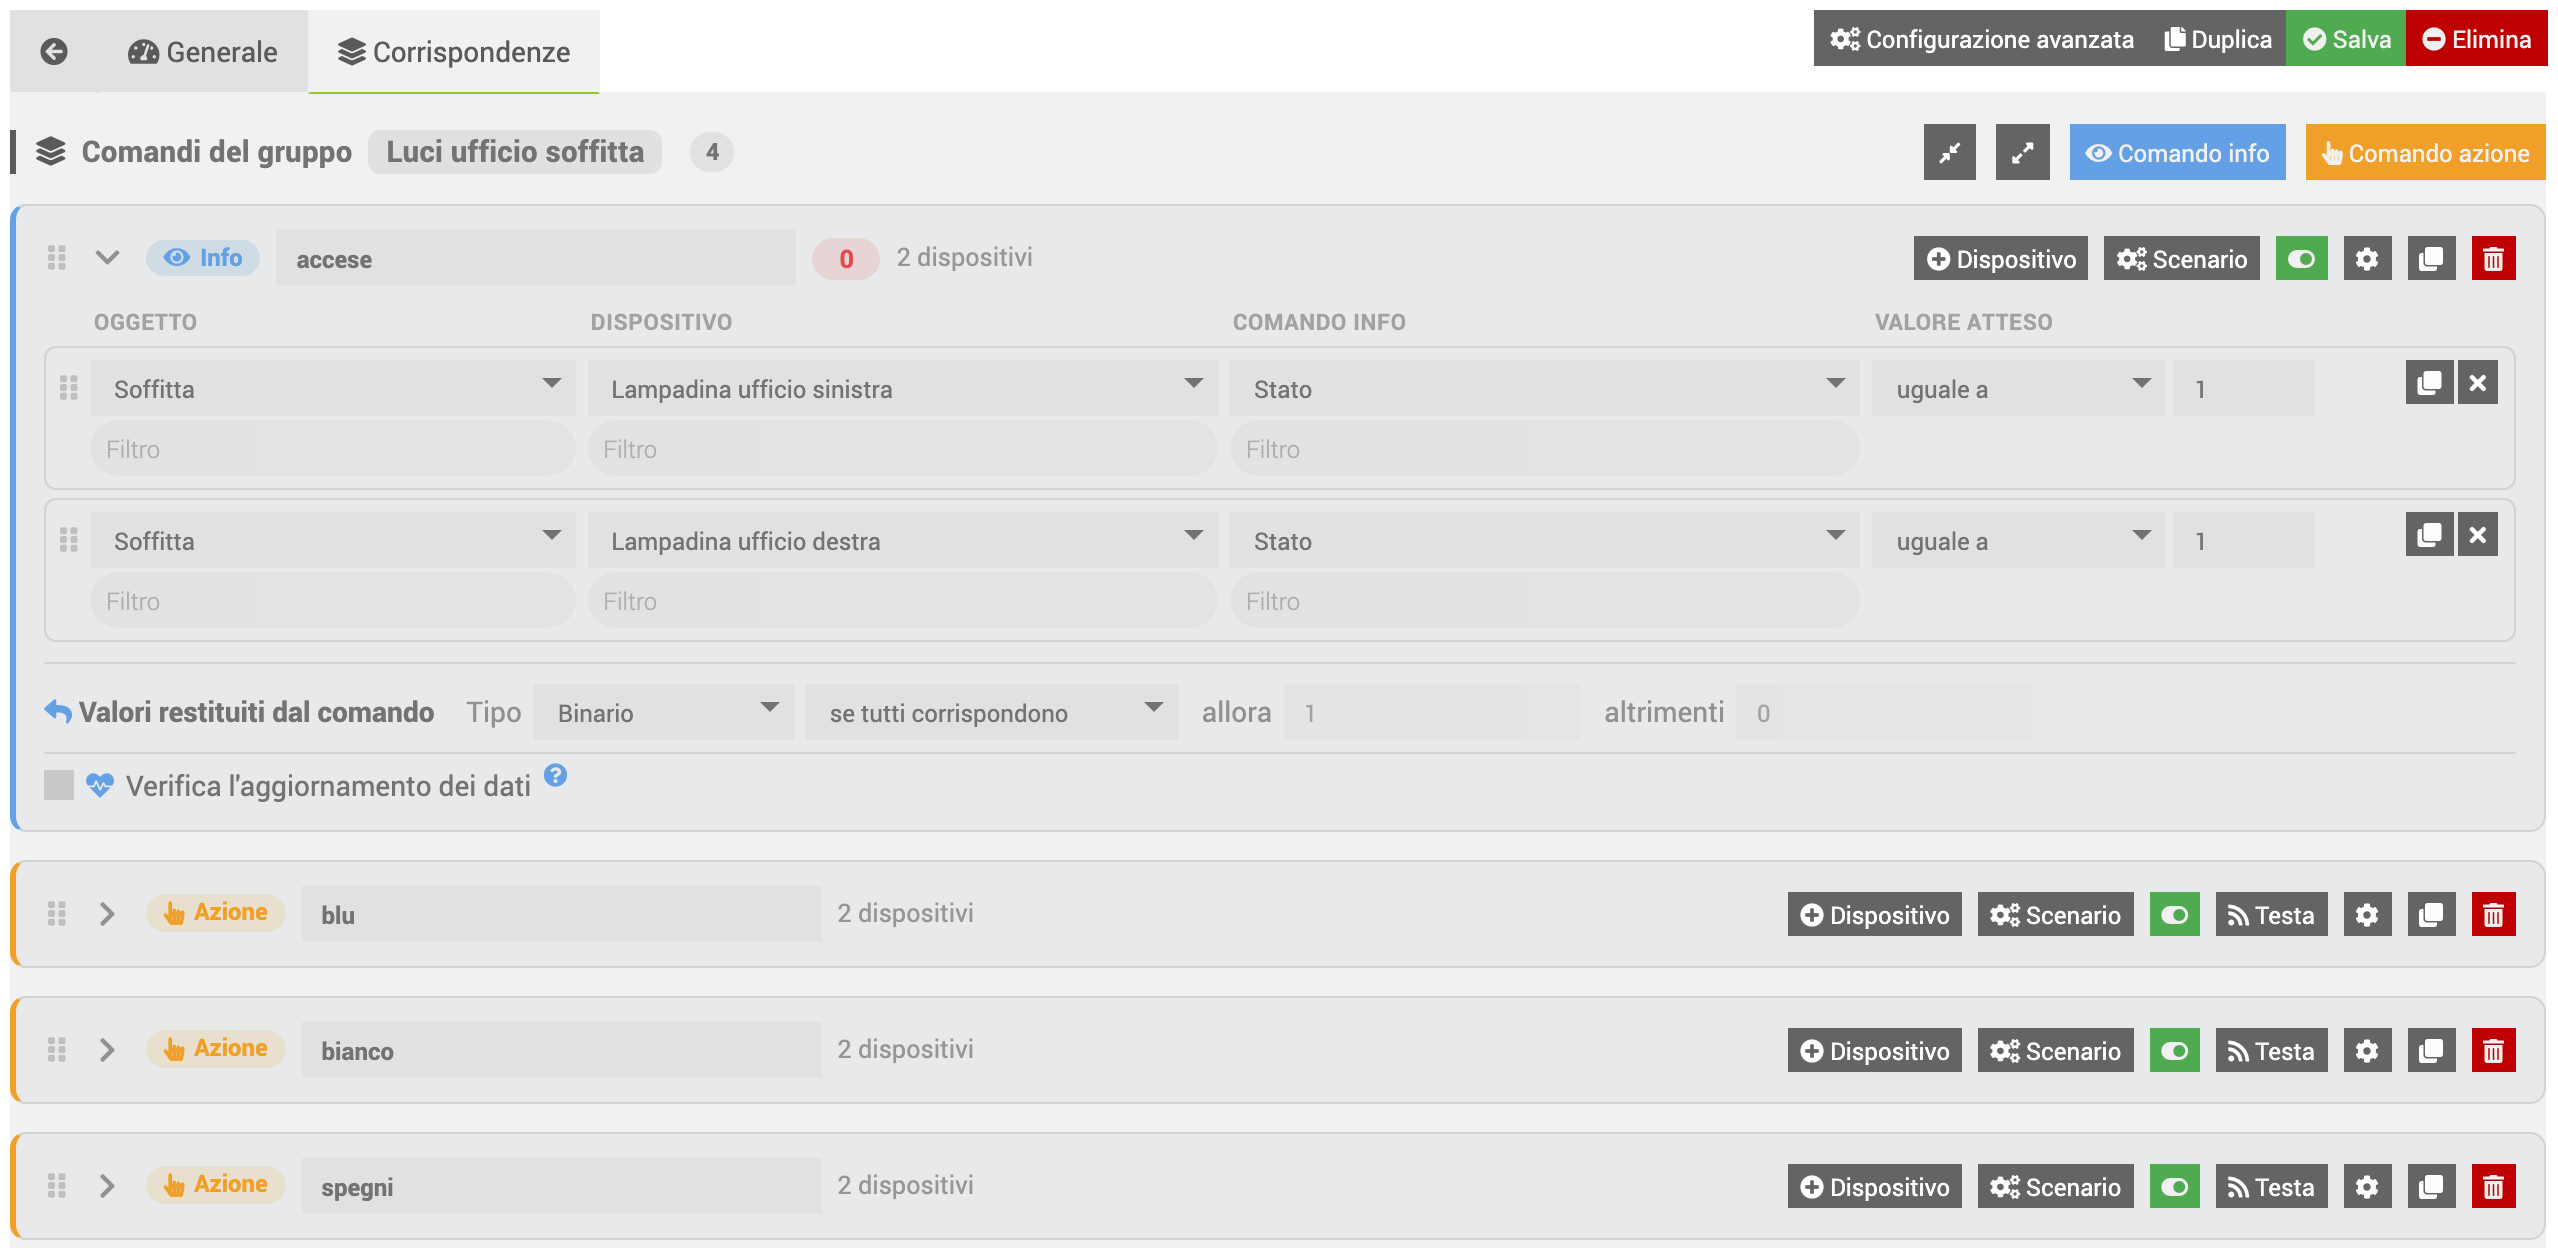 Generale Corrispondenze Configurazione avanzata Duplica Salva Elimina
Comandi del gruppo Luci ufficio soffitta 4 Comando info Comando azione
Info accese 0 2 dispositivi Dispositivo Scenario
OGGETTO DISPOSITIVO COMANDO INFO VALORE ATTESO
Soffitta Lampadina ufficio sinistra Stato uguale a 1
Filtro Filtro Filtro
Soffitta Lampadina ufficio destra Stato uguale a 1
Filtro Filtro Filtro
Valori restituiti dal comando Tipo Binario se tutti corrispondono allora 1 altrimenti 0
Verifica l'aggiornamento dei dati ?
Azione blu 2 dispositivi Dispositivo Scenario Testa
Azione bianco 2 dispositivi Dispositivo Scenario Testa
Azione spegni 2 dispositivi Dispositivo Scenario Testa